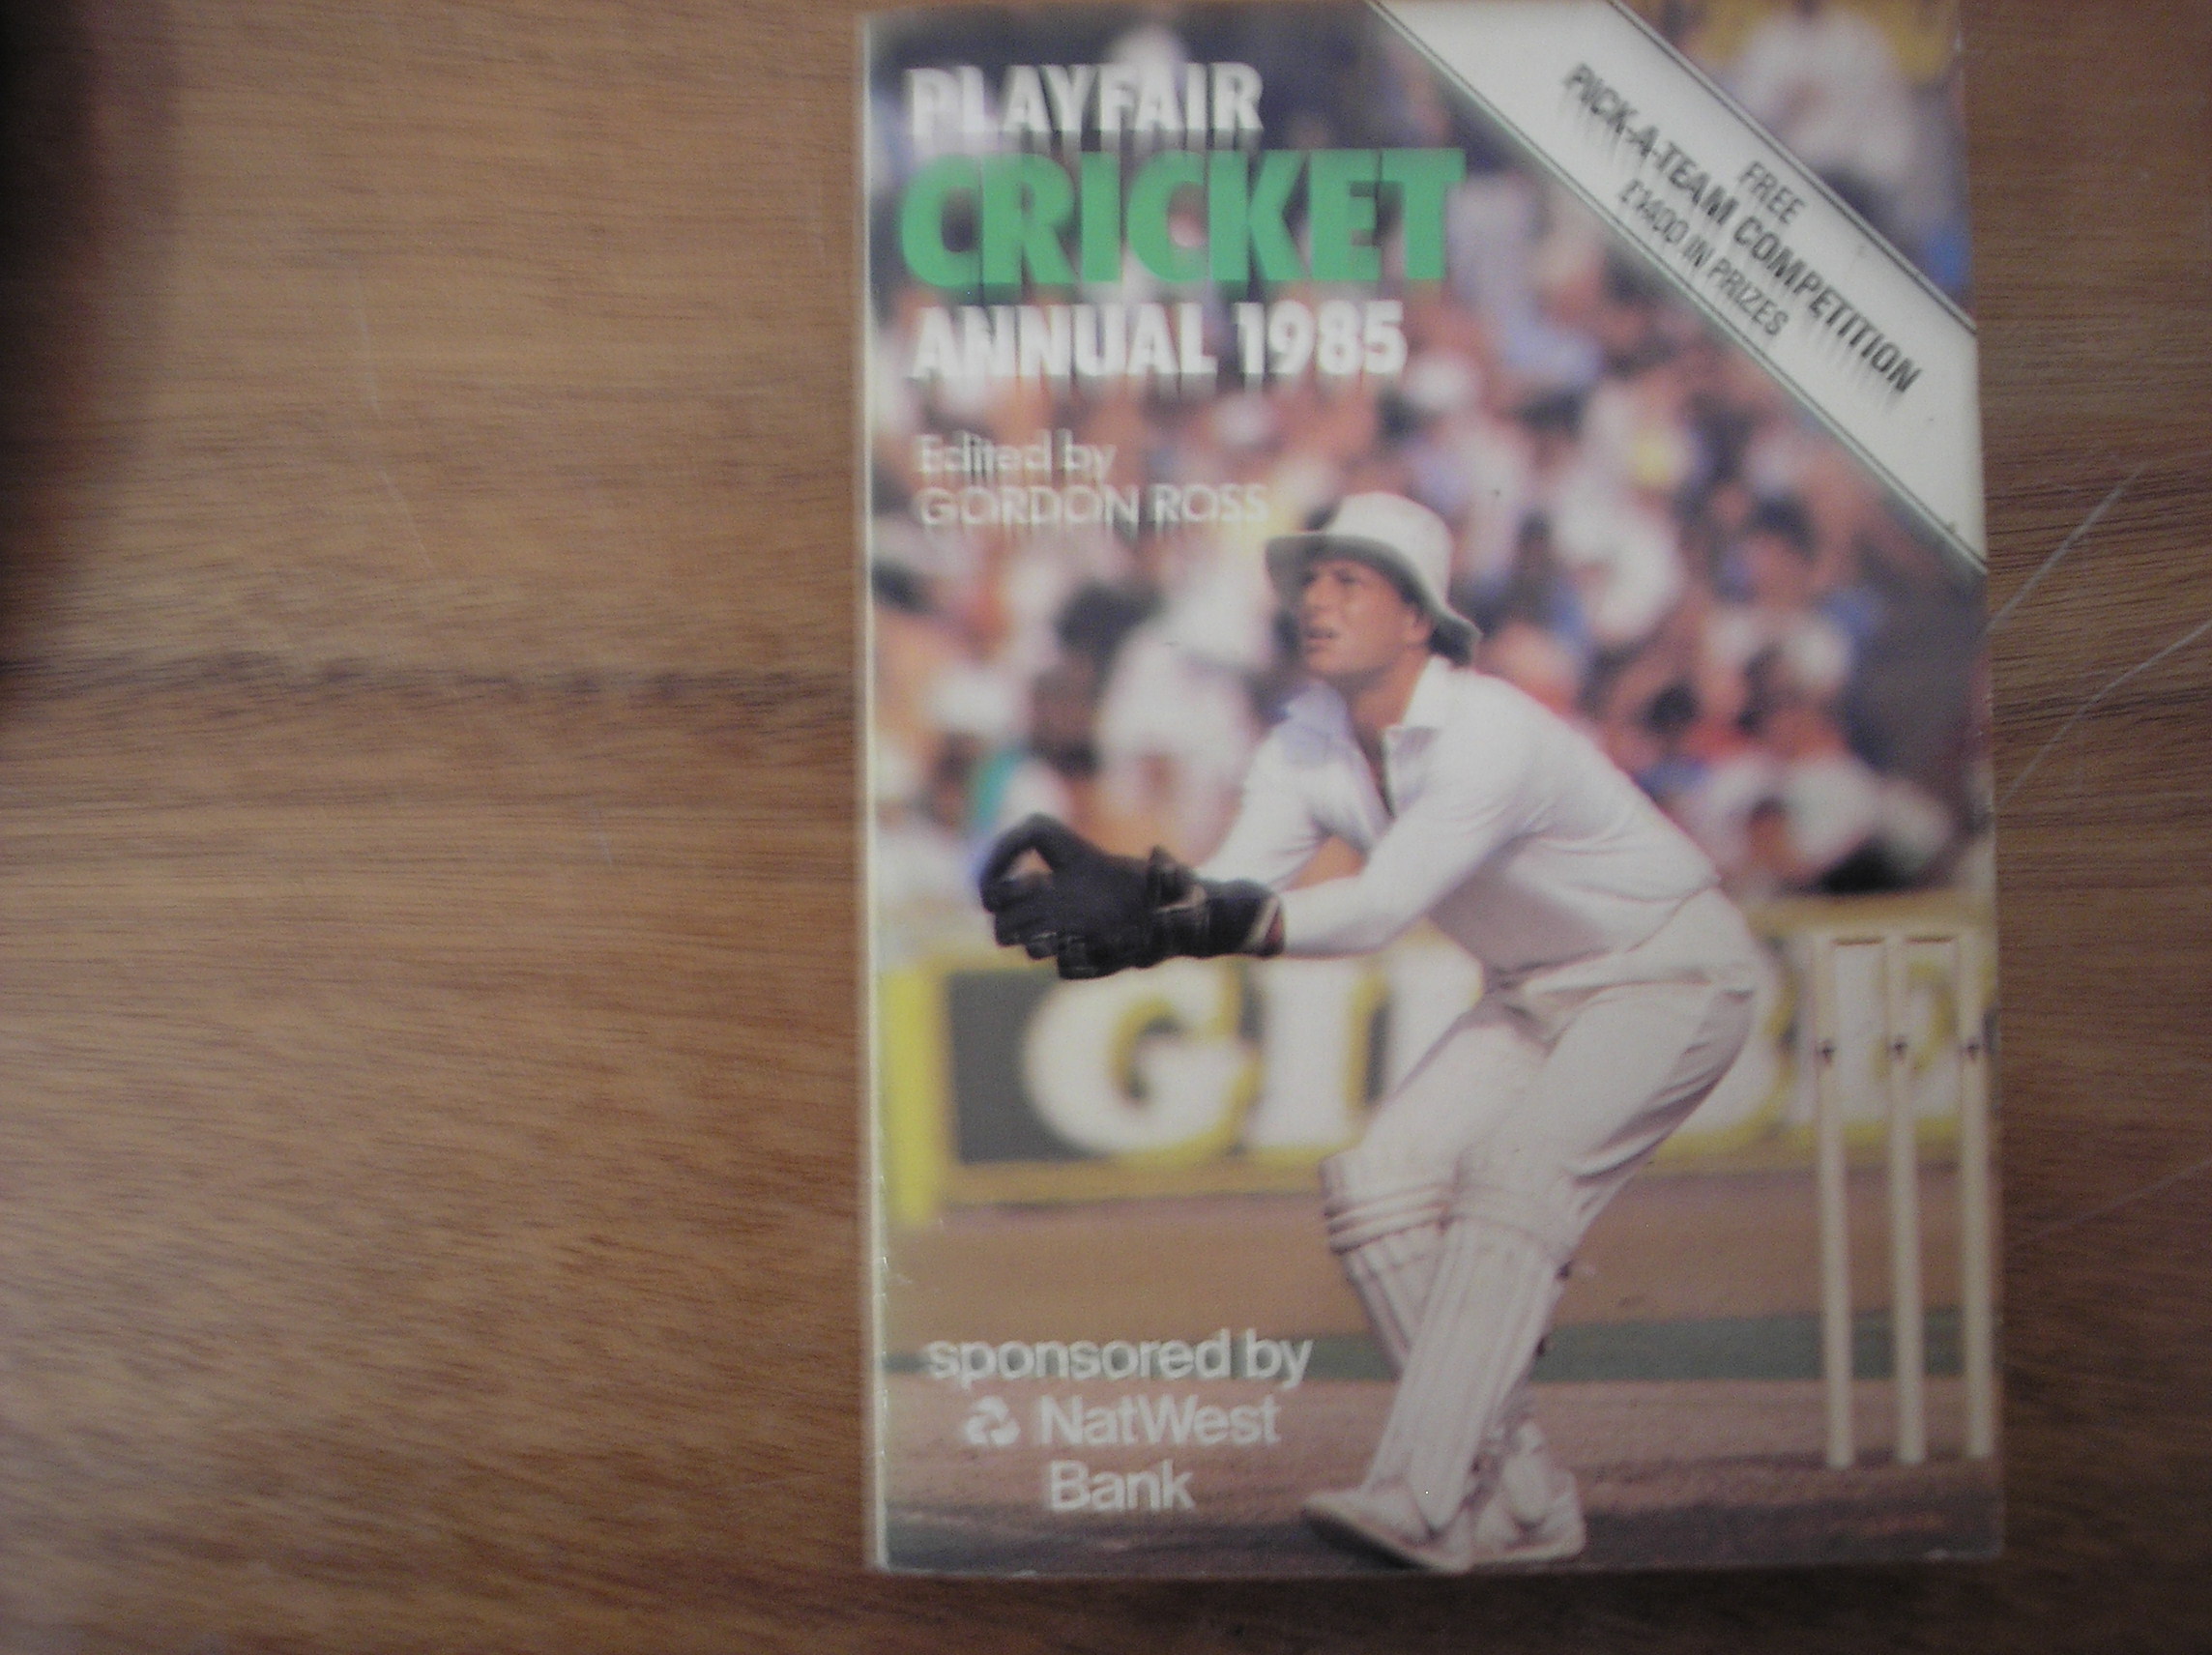 PLAYFAIR
CRICKET
ANNUAL 1985
Edited by
GORDON ROSS
FREE
PICK-A-TEAM COMPETITION
£1400 IN PRIZES
sponsored by
NatWest
Bank